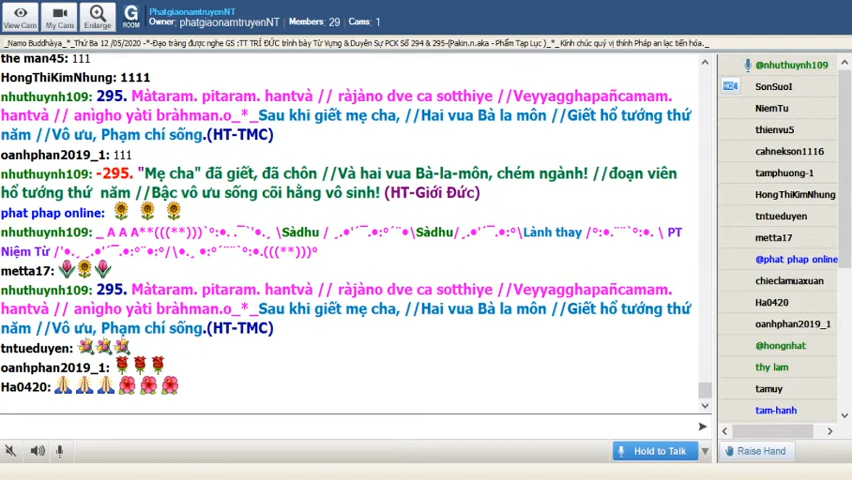 View Cam
My Cam
Enlarge
G
ROOM
PhatgiaonamtruyenNT
Owner: phatgiaonamtruyenNT | Members: 29 | Cams: 1
_Namo Buddhàya_*_Thứ Ba 12 /05/2020 -*-Đạo tràng được nghe GS :TT TRÍ ĐỨC trình bày Từ Vựng & Duyên Sự PCK Số 294 & 295-(Pakin.n.aka - Phẩm Tạp Lục )_*_Kính chúc quý vị thính Pháp an lạc tiến hóa._
the man45: 111
HongThiKimNhung: 1111
nhuthuynh109: 295. Màtaram. pitaram. hantvà // ràjàno dve ca sotthiye //Veyyagghapañcamam.
hantvà // anìgho yàti bràhman.o_*_Sau khi giết mẹ cha, //Hai vua Bà la môn //Giết hổ tướng thứ
năm //Vô ưu, Phạm chí sống.(HT-TMC)
oanhphan2019_1: 111
nhuthuynh109: -295. "Mẹ cha" đã giết, đã chôn //Và hai vua Bà-la-môn, chém ngành! //đoạn viên
hổ tướng thứ năm //Bậc vô ưu sống cõi hằng vô sinh! (HT-Giới Đức)
phat phap online:
nhuthuynh109: _ A A A**(((**)))`°:•. .¯`'•.¸ Sàdhu / ¸.•'´¯.•:°´¨•\Sàdhu/¸.•'´¯.•:°\Lành thay /°:•.¨¨`°:•. \ PT
Niệm Từ /'•.¸ ¸.•'´¯.•:°¨•:°/\•.¸ •:°´¨¨`°:•.(((**)))°
metta17:
nhuthuynh109: 295. Màtaram. pitaram. hantvà // ràjàno dve ca sotthiye //Veyyagghapañcamam.
hantvà // anìgho yàti bràhman.o_*_Sau khi giết mẹ cha, //Hai vua Bà la môn //Giết hổ tướng thứ
năm //Vô ưu, Phạm chí sống.(HT-TMC)
tntueduyen:
oanhphan2019_1:
Ha0420:
Hold to Talk
@nhuthuynh109
SonSuoI
NiemTu
thienvu5
cahnekson1116
tamphuong-1
HongThiKimNhung
tntueduyen
metta17
@phat phap online
chieclamuaxuan
Ha0420
oanhphan2019_1
@hongnhat
thy lam
tamuy
tam-hanh
Raise Hand